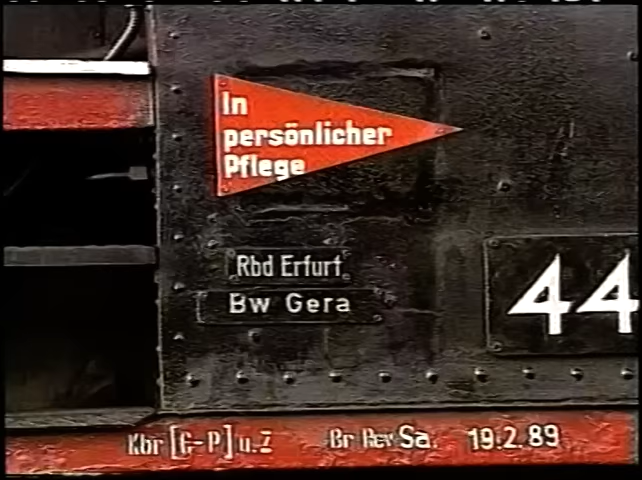 In
persönlicher
Pflege
Rbd Erfurt
Bw Gera
44
Kbr [G-P] u. Z Br Rev Sa. 19.2.89